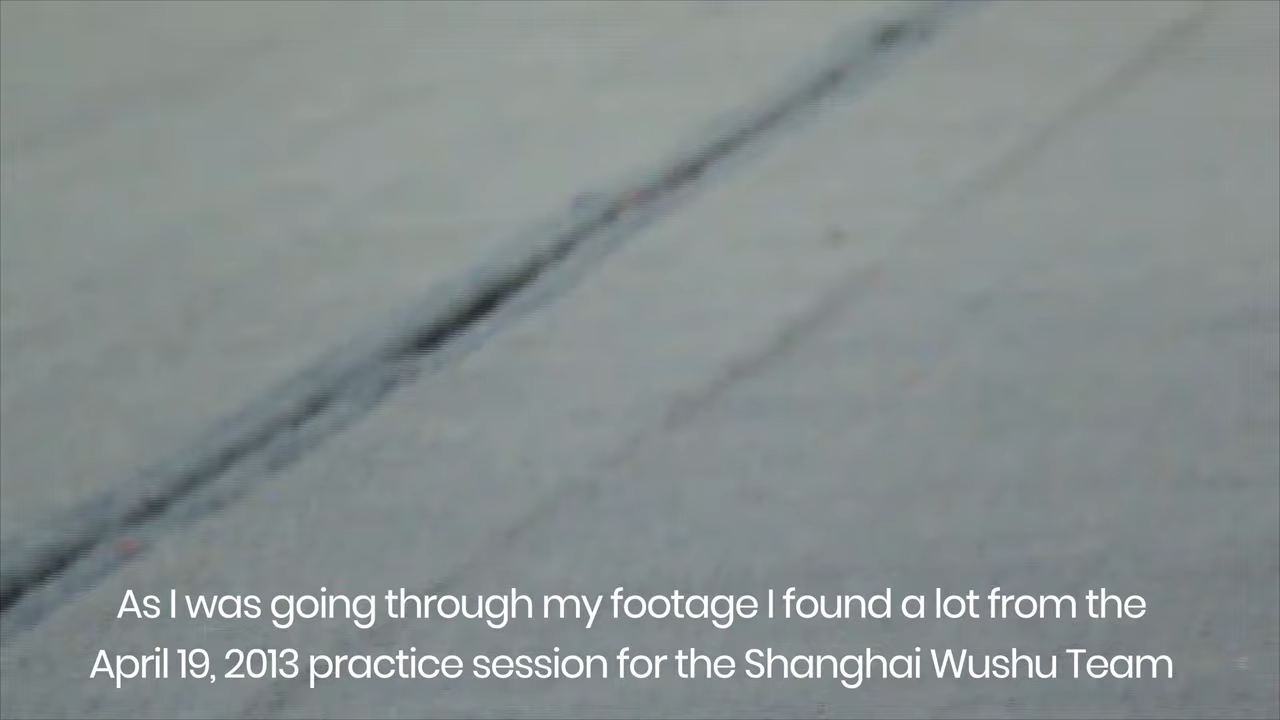 As I was going through my footage I found a lot from the
April 19, 2013 practice session for the Shanghai Wushu Team